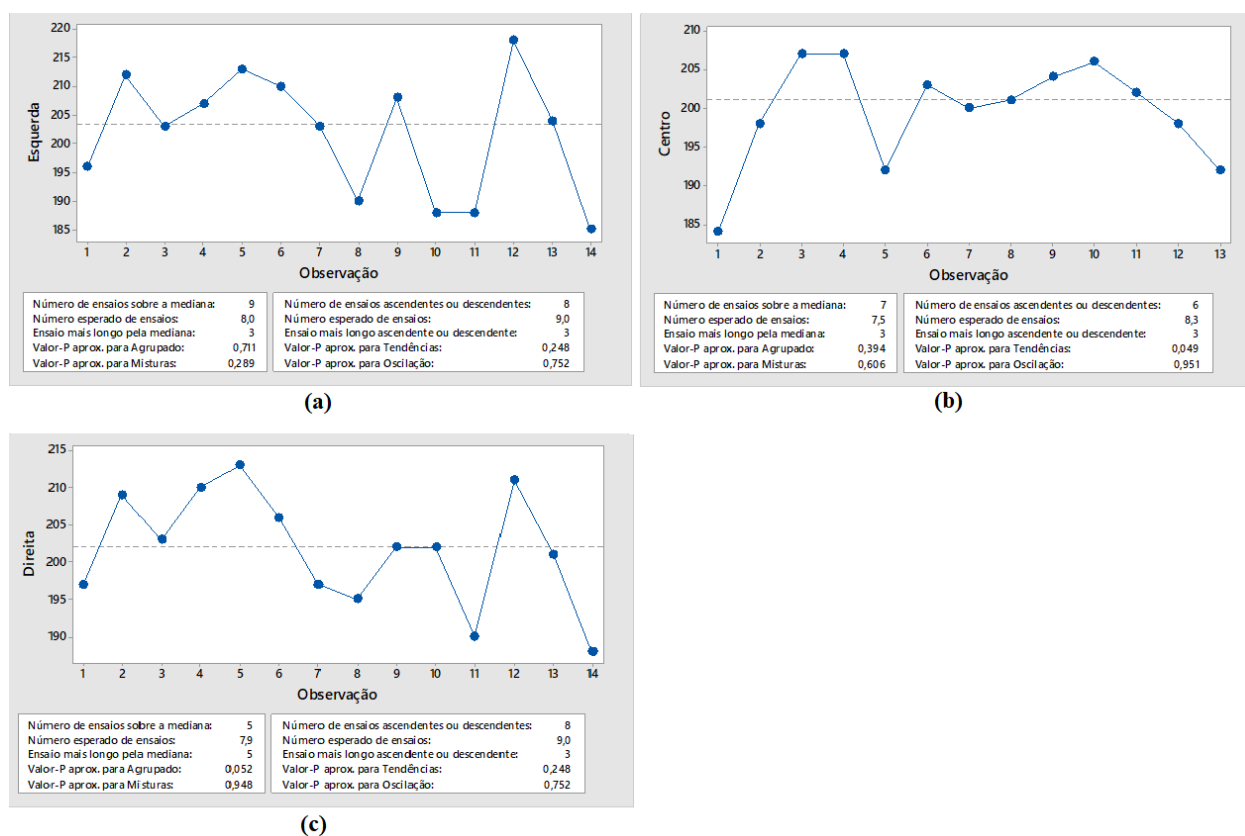 220
215
210
205
200
195
190
185
Esquerda
1 2 3 4 5 6 7 8 9 10 11 12 13 14
Observação
Número de ensaios sobre a mediana: 9
Número esperado de ensaios: 8,0
Ensaio mais longo pela mediana: 3
Valor-P aprox. para Agrupado: 0,711
Valor-P aprox. para Misturas: 0,289
Número de ensaios ascendentes ou descendentes: 8
Número esperado de ensaios: 9,0
Ensaio mais longo ascendente ou descendente: 3
Valor-P aprox. para Tendências: 0,248
Valor-P aprox. para Oscilação: 0,752
(a)
210
205
200
195
190
185
Centro
1 2 3 4 5 6 7 8 9 10 11 12 13
Observação
Número de ensaios sobre a mediana: 7
Número esperado de ensaios: 7,5
Ensaio mais longo pela mediana: 3
Valor-P aprox. para Agrupado: 0,394
Valor-P aprox. para Misturas: 0,606
Número de ensaios ascendentes ou descendentes: 6
Número esperado de ensaios: 8,3
Ensaio mais longo ascendente ou descendente: 3
Valor-P aprox. para Tendências: 0,049
Valor-P aprox. para Oscilação: 0,951
(b)
215
210
205
200
195
190
Direita
1 2 3 4 5 6 7 8 9 10 11 12 13 14
Observação
Número de ensaios sobre a mediana: 5
Número esperado de ensaios: 7,9
Ensaio mais longo pela mediana: 5
Valor-P aprox. para Agrupado: 0,052
Valor-P aprox. para Misturas: 0,948
Número de ensaios ascendentes ou descendentes: 8
Número esperado de ensaios: 9,0
Ensaio mais longo ascendente ou descendente: 3
Valor-P aprox. para Tendências: 0,248
Valor-P aprox. para Oscilação: 0,752
(c)